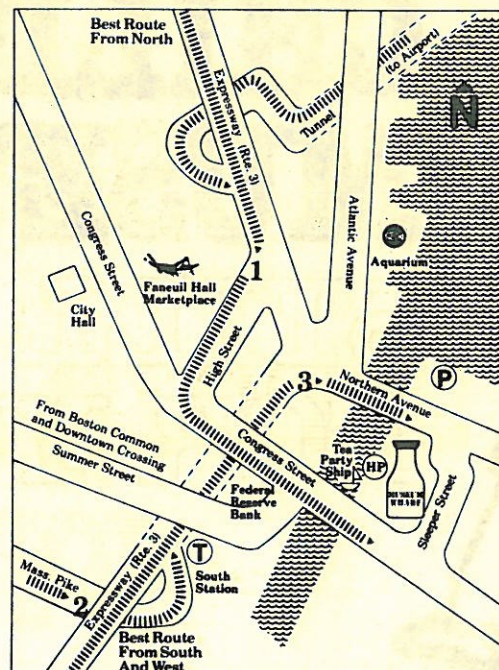 Best Route
From North
Expressway (Rte. 3)
(to Airport)
Tunnel
N
Congress Street
Atlantic Avenue
Aquarium
1
Faneuil Hall
Marketplace
City
Hall
High Street
3
Northern Avenue
P
From Boston Common
and Downtown Crossing
Summer Street
Congress Street
Tea
Party
Ship
HP
Sleeper Street
Federal
Reserve
Bank
Expressway (Rte. 3)
T
South
Station
Mass. Pike
2
Best Route
From South
And West